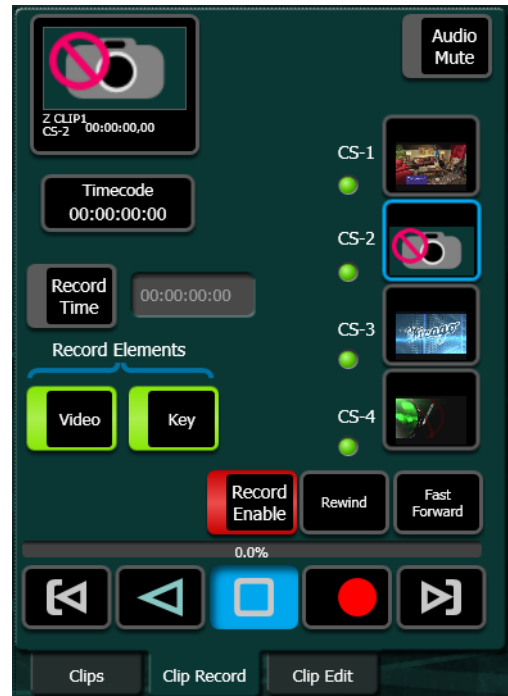 Audio
Mute
Z CLIP1
CS-2 00:00:00,00
CS-1
Timecode
00:00:00:00
CS-2
Record
Time
00:00:00:00
CS-3
Chicago
Record Elements
Video
Key
CS-4
Record
Enable
Rewind
Fast
Forward
0.0%
Clips
Clip Record
Clip Edit